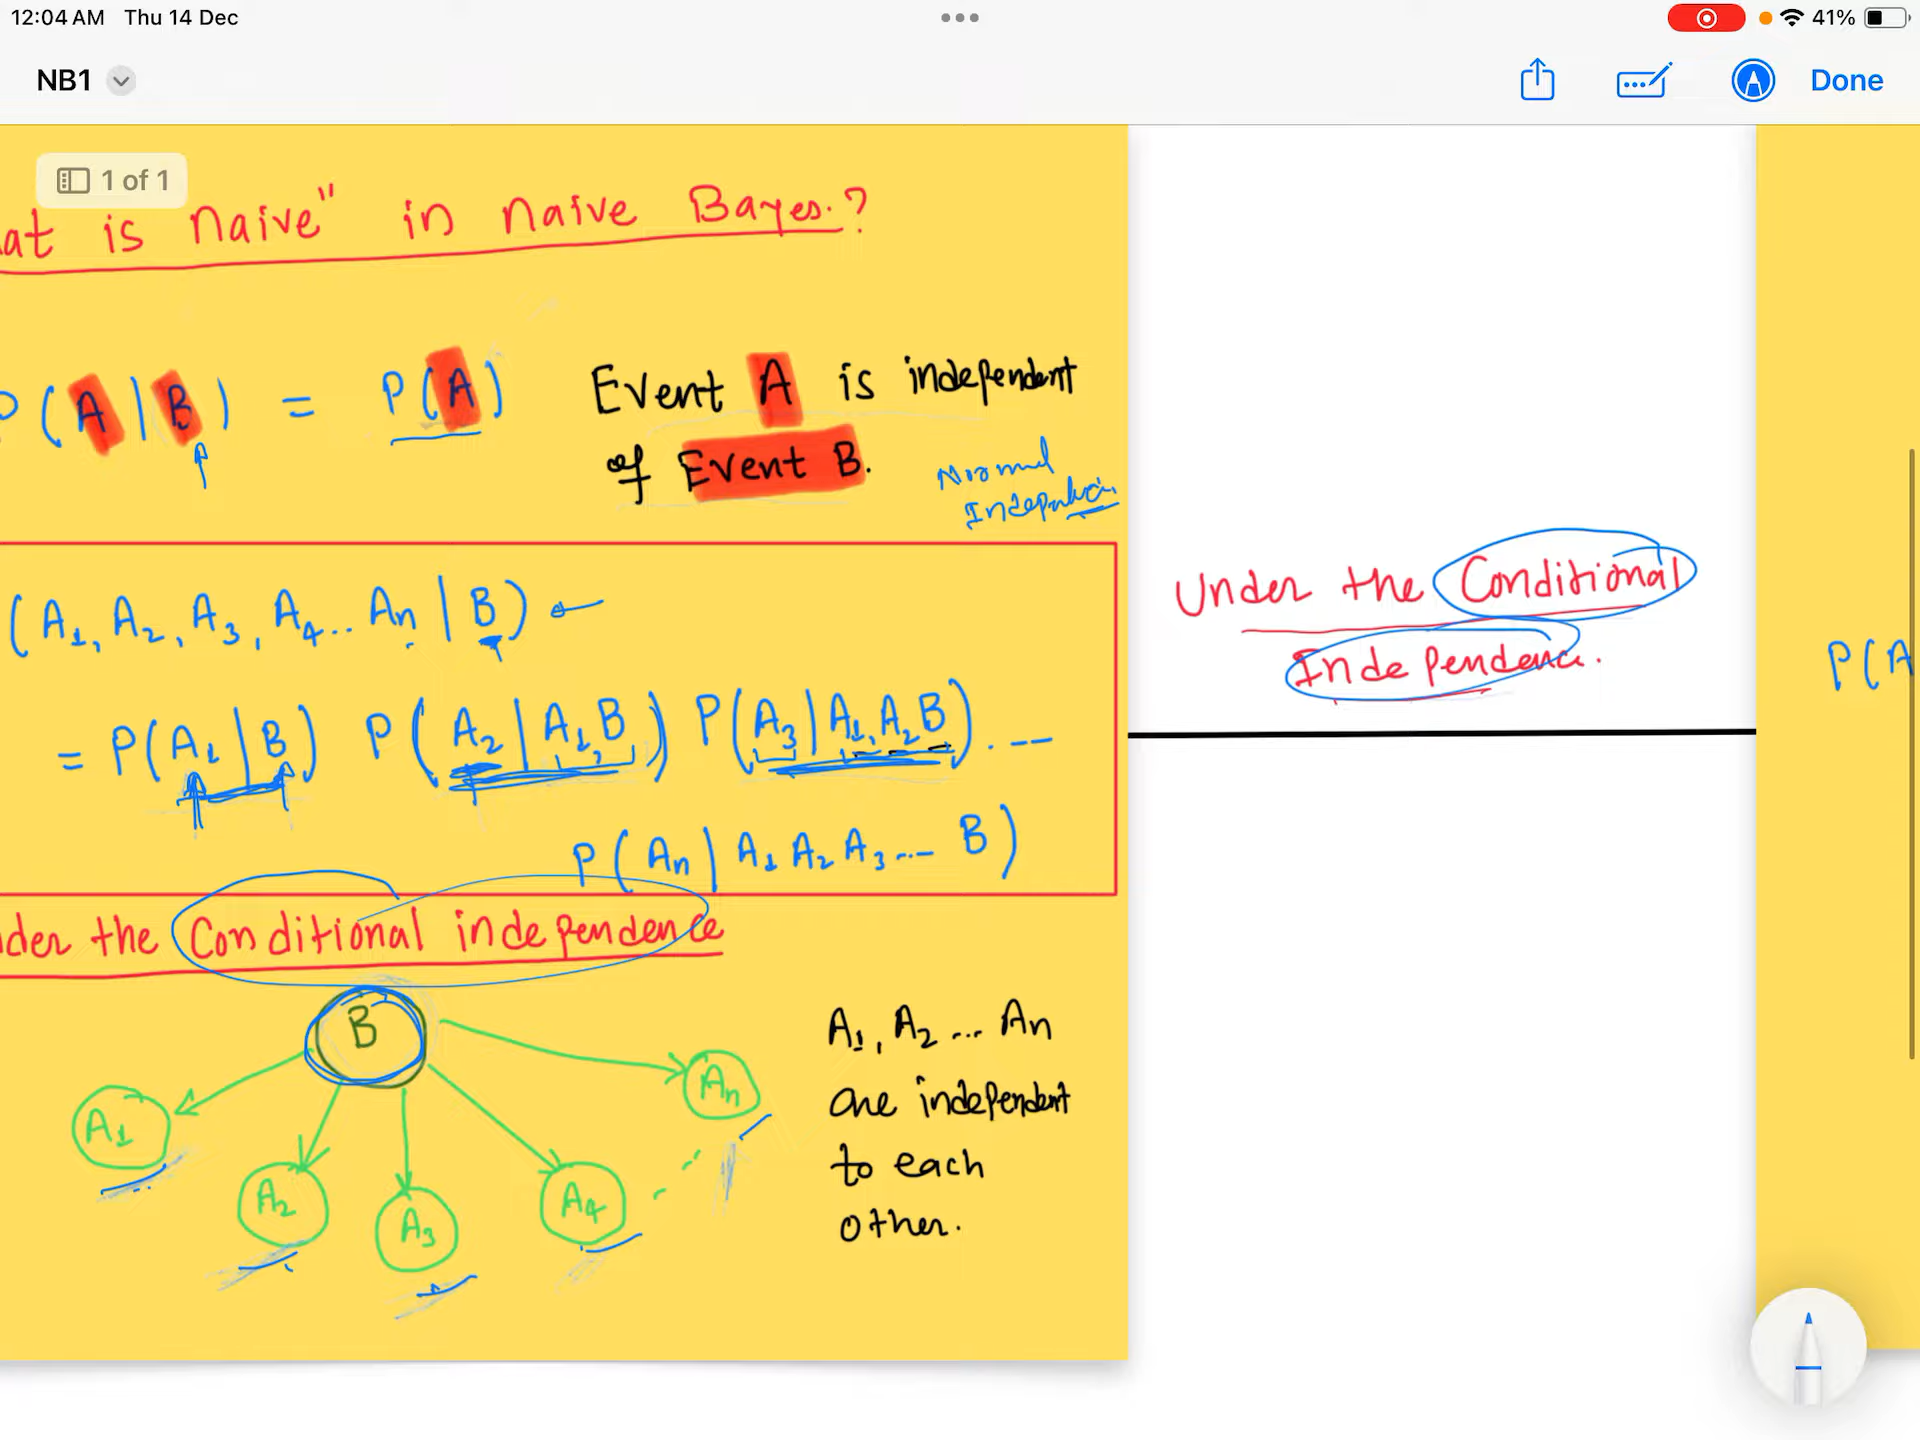 12:04 AM Thu 14 Dec
41%
NB1
Done
1 of 1
at is naive" in naive Bayes.?
P(A|B) = P(A)
Event A is independent
of Event B.
Normal
(A1, A2, A3, A4.. An | B)
= P(A1|B) P(A2|A1,B) P(A3|A1,A2B)....
P(An|A1 A2 A3.... B)
der the Conditional independence
B
A1
A2
A3
A4
An
A1, A2 ... An
are independent
to each
other.
Under the Conditional
Independence.
P(A